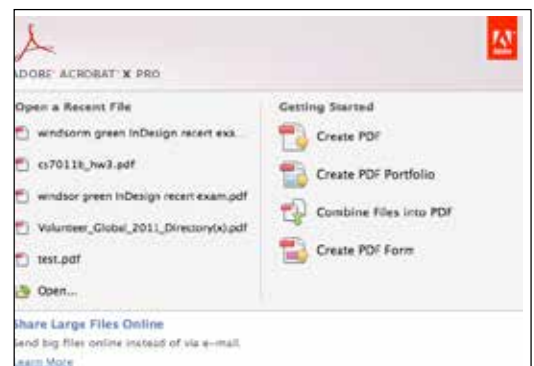 ADOBE® ACROBAT® X PRO
Adobe
Open a Recent File
windsorm green InDesign recert exa...
cs7011b_hw3.pdf
windsor green InDesign recert exam.pdf
Volunteer_Global_2011_Directory(x).pdf
test.pdf
Open...
Getting Started
Create PDF
Create PDF Portfolio
Combine Files into PDF
Create PDF Form
Share Large Files Online
Send big files online instead of via e-mail.
Learn More